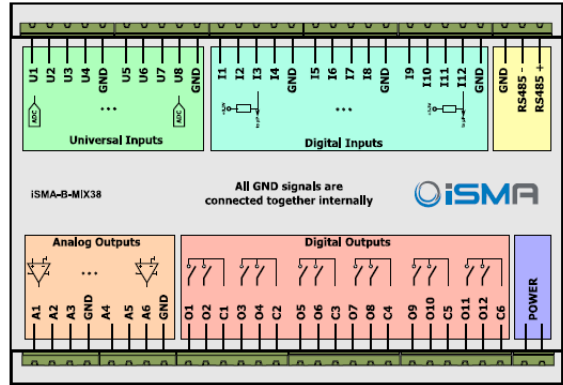 U1 U2 U3 U4 GND U5 U6 U7 U8 GND
I1 I2 I3 I4 GND I5 I6 I7 I8 GND I9 I10 I11 I12 GND
GND RS485 - RS485 +
ADC ... ADC
...
Universal Inputs
Digital Inputs
iSMA-B-MIX38
All GND signals are
connected together internally
iSMA
Analog Outputs
Digital Outputs
...
A1 A2 A3 GND A4 A5 A6 GND
O1 O2 C1 O3 O4 C2 O5 O6 C3 O7 O8 C4 O9 O10 C5 O11 O12 C6
POWER